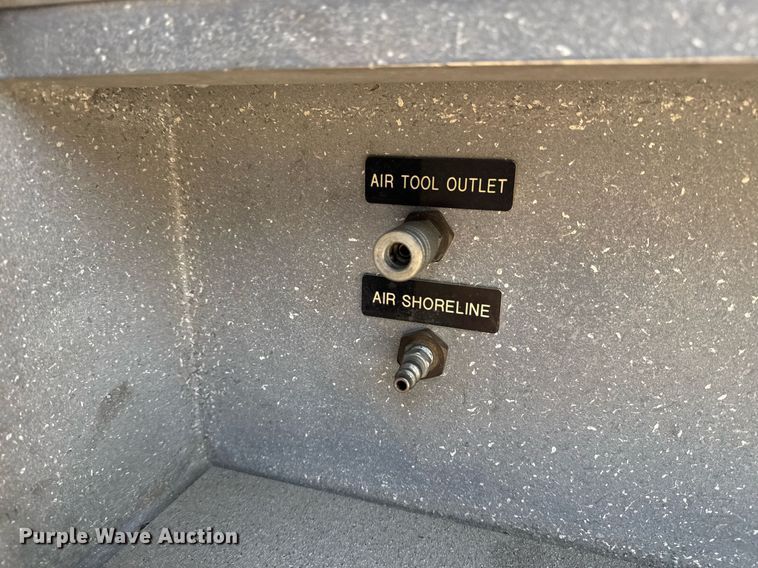 AIR TOOL OUTLET
AIR SHORELINE
Purple Wave Auction